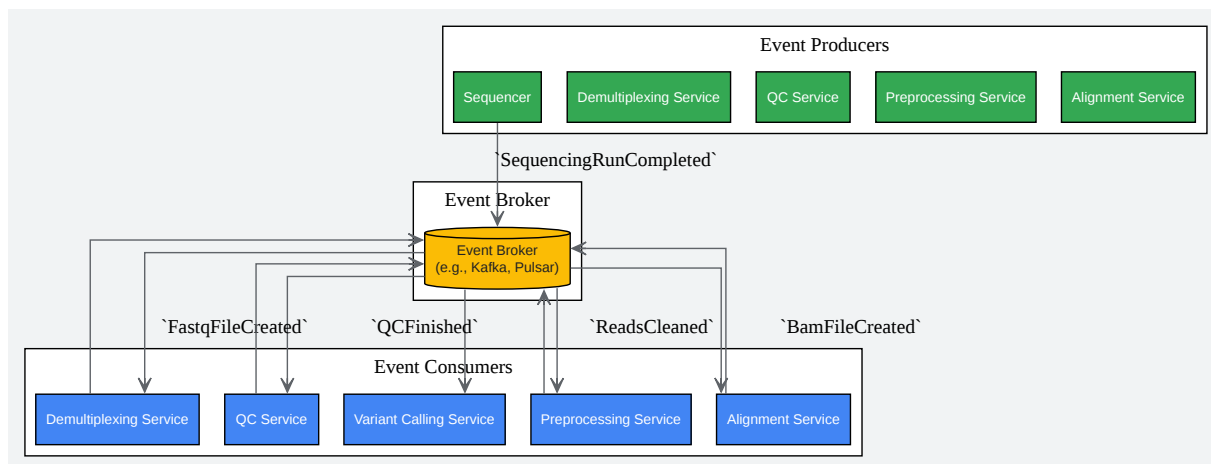 Event Producers
Sequencer
Demultiplexing Service
QC Service
Preprocessing Service
Alignment Service
`SequencingRunCompleted`
Event Broker
Event Broker
(e.g., Kafka, Pulsar)
`FastqFileCreated`
`QCFinished`
`ReadsCleaned`
`BamFileCreated`
Event Consumers
Demultiplexing Service
QC Service
Variant Calling Service
Preprocessing Service
Alignment Service